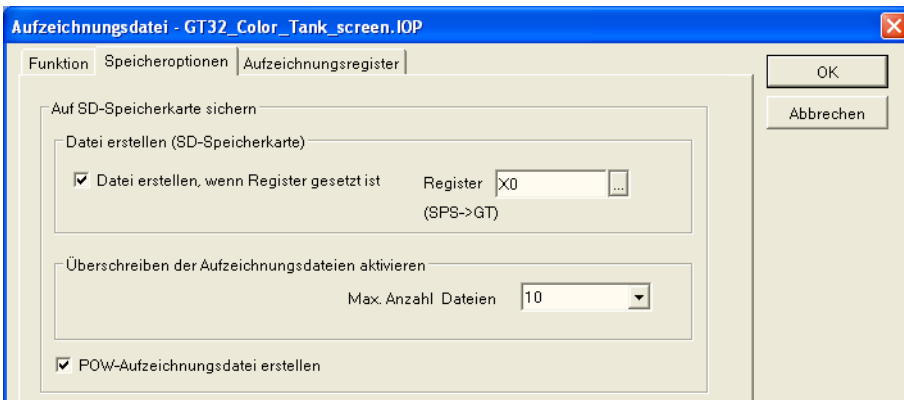 Aufzeichnungsdatei - GT32_Color_Tank_screen.IOP
Funktion Speicheroptionen Aufzeichnungsregister
OK
Abbrechen
Auf SD-Speicherkarte sichern
Datei erstellen (SD-Speicherkarte)
Datei erstellen, wenn Register gesetzt ist Register X0 ...
(SPS->GT)
Überschreiben der Aufzeichnungsdateien aktivieren
Max. Anzahl Dateien 10
POW-Aufzeichnungsdatei erstellen